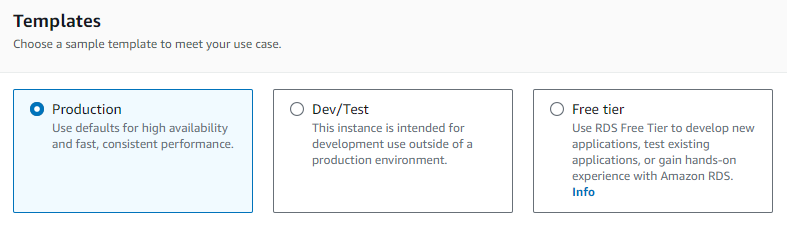 Templates
Choose a sample template to meet your use case.
Production
Use defaults for high availability
and fast, consistent performance.
Dev/Test
This instance is intended for
development use outside of a
production environment.
Free tier
Use RDS Free Tier to develop new
applications, test existing
applications, or gain hands-on
experience with Amazon RDS.
Info